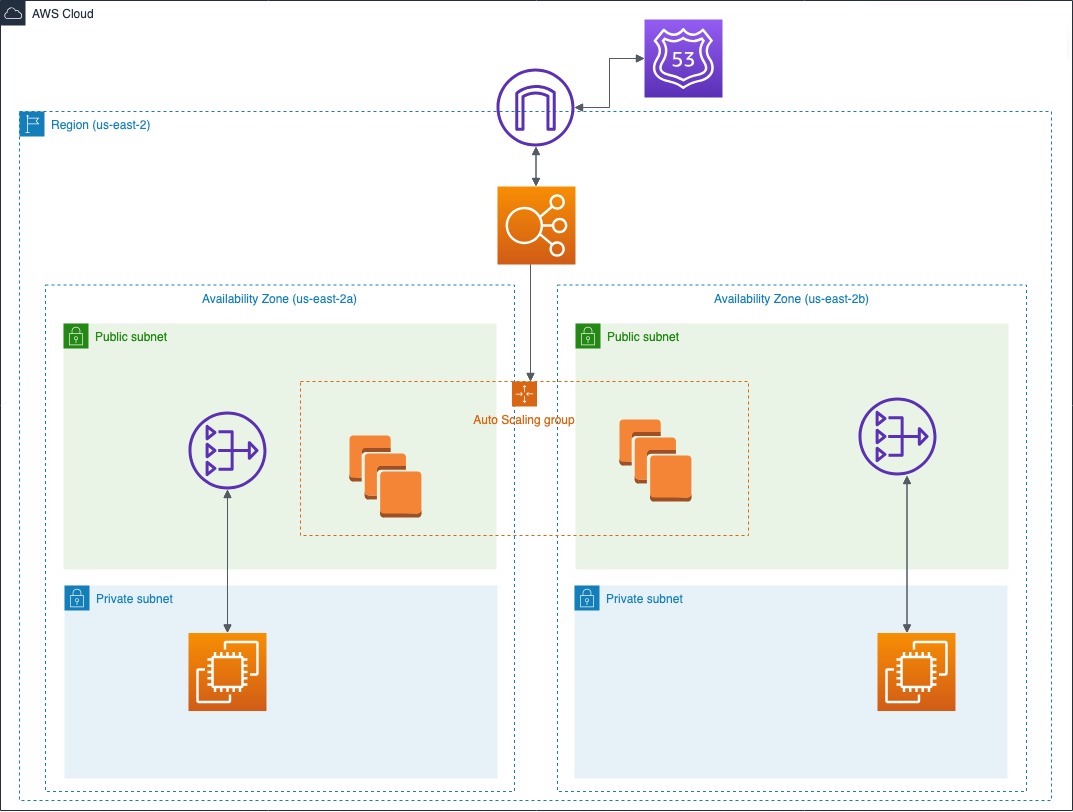 AWS Cloud
53
Region (us-east-2)
Availability Zone (us-east-2a)
Availability Zone (us-east-2b)
Public subnet
Public subnet
Auto Scaling group
Private subnet
Private subnet